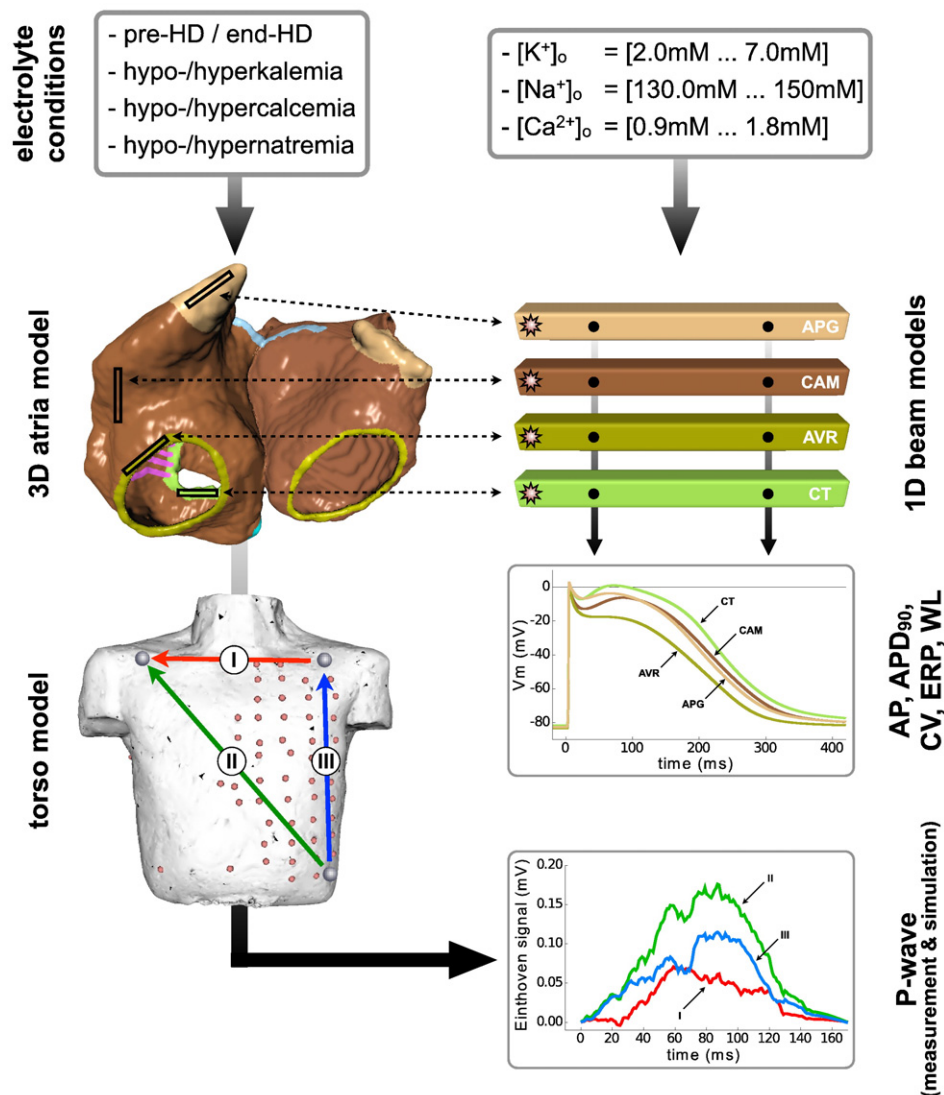 electrolyte
conditions
- pre-HD / end-HD
- hypo-/hyperkalemia
- hypo-/hypercalcemia
- hypo-/hypernatremia
- [K⁺]ₒ = [2.0mM ... 7.0mM]
- [Na⁺]ₒ = [130.0mM ... 150mM]
- [Ca²⁺]ₒ = [0.9mM ... 1.8mM]
3D atria model
APG
CAM
AVR
CT
1D beam models
torso model
I
II
III
Vm (mV)
0
-20
-40
-60
-80
CT
CAM
AVR
APG
0 100 200 300 400
time (ms)
AP, APD₉₀,
CV, ERP, WL
Einthoven signal (mV)
0.20
0.15
0.10
0.05
0.00
II
III
I
0 20 40 60 80 100 120 140 160
time (ms)
P-wave
(measurement & simulation)